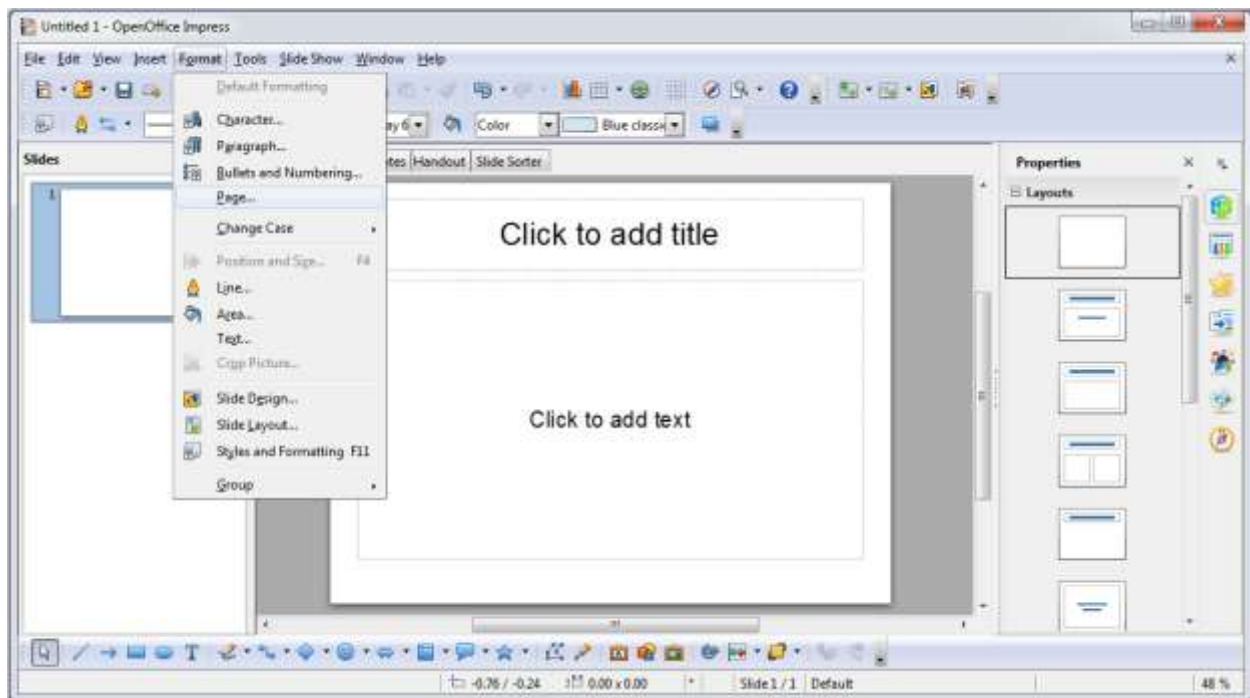 Untitled 1 - OpenOffice Impress
File Edit View Insert Format Tools Slide Show Window Help
Default Formatting
Character...
Color Blue class
Paragraph...
Slides
Handout Slide Sorter
Properties
Bullets and Numbering...
1
Layouts
Page...
Change Case
Click to add title
Position and Size... F4
Line...
Area...
Text...
Crop Picture...
Slide Design...
Click to add text
Slide Layout...
Styles and Formatting F11
Group
-0.76 / -0.24 0.00 x 0.00 * Slide 1 / 1 Default 48 %